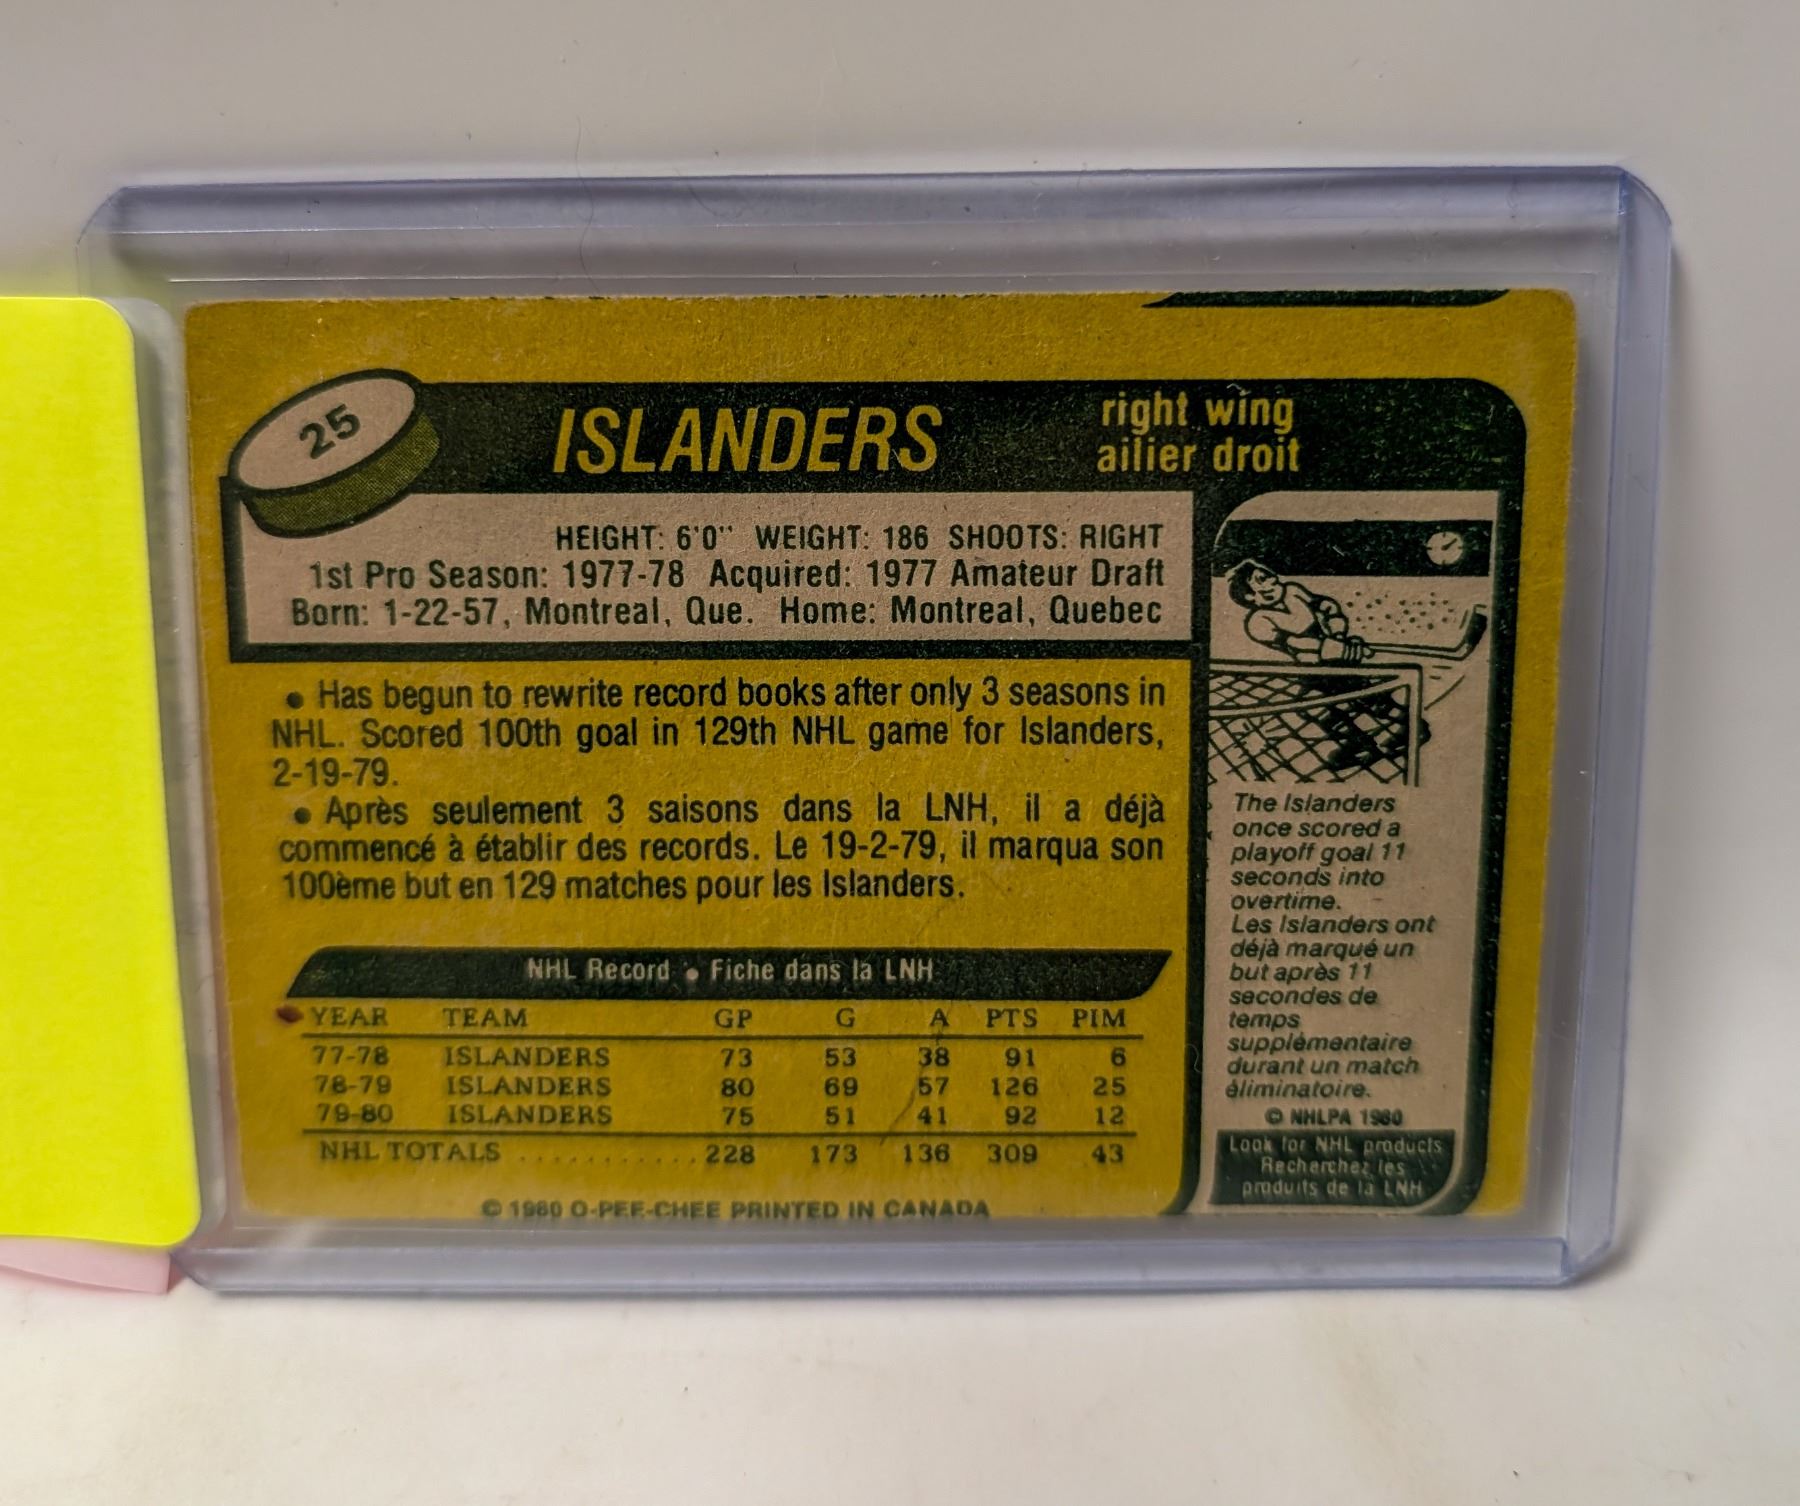 25
ISLANDERS
right wing
ailier droit
HEIGHT: 6'0" WEIGHT: 186 SHOOTS: RIGHT
1st Pro Season: 1977-78 Acquired: 1977 Amateur Draft
Born: 1-22-57, Montreal, Que. Home: Montreal, Quebec
• Has begun to rewrite record books after only 3 seasons in
NHL. Scored 100th goal in 129th NHL game for Islanders,
2-19-79.
• Après seulement 3 saisons dans la LNH, il a déjà
commencé à établir des records. Le 19-2-79, il marqua son
100ème but en 129 matches pour les Islanders.
NHL Record • Fiche dans la LNH
YEAR TEAM GP G A PTS PIM
77-78 ISLANDERS 73 53 38 91 6
78-79 ISLANDERS 80 69 57 126 25
79-80 ISLANDERS 75 51 41 92 12
NHL TOTALS ............ 228 173 136 309 43
© 1980 O-PEE-CHEE PRINTED IN CANADA
The Islanders
once scored a
playoff goal 11
seconds into
overtime.
Les Islanders ont
déjà marqué un
but après 11
secondes de
temps
supplémentaire
durant un match
éliminatoire.
© NHLPA 1980
Look for NHL products
Recherchez les
produits de la LNH